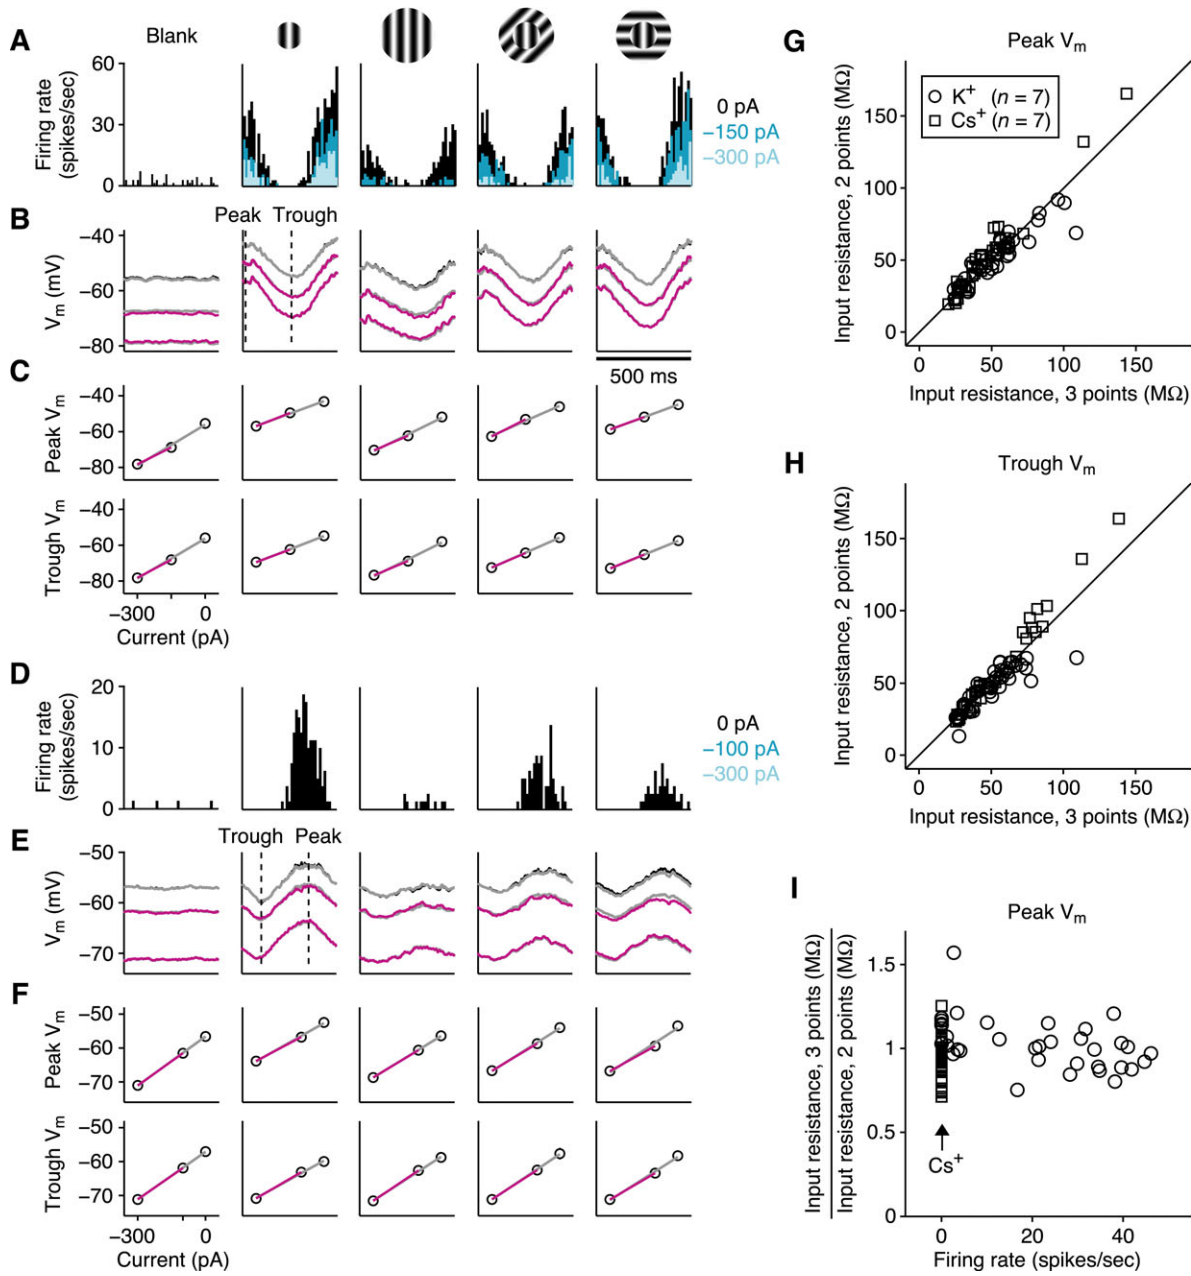 A
Blank
Firing rate
(spikes/sec)
60
30
0
0 pA
−150 pA
−300 pA
B
Peak
Trough
Vm (mV)
−40
−60
−80
500 ms
C
Peak Vm
−40
−60
−80
Trough Vm
−40
−60
−80
−300
0
Current (pA)
D
Firing rate
(spikes/sec)
20
10
0
0 pA
−100 pA
−300 pA
E
Trough
Peak
Vm (mV)
−50
−60
−70
F
Peak Vm
−50
−60
−70
Trough Vm
−50
−60
−70
−300
0
Current (pA)
G
Peak Vm
K+ (n = 7)
Cs+ (n = 7)
Input resistance, 2 points (MΩ)
150
100
50
0
0
50
100
150
Input resistance, 3 points (MΩ)
H
Trough Vm
Input resistance, 2 points (MΩ)
150
100
50
0
0
50
100
150
Input resistance, 3 points (MΩ)
I
Peak Vm
Input resistance, 3 points (MΩ)
Input resistance, 2 points (MΩ)
1.5
1
0.5
0
Cs+
0
20
40
Firing rate (spikes/sec)